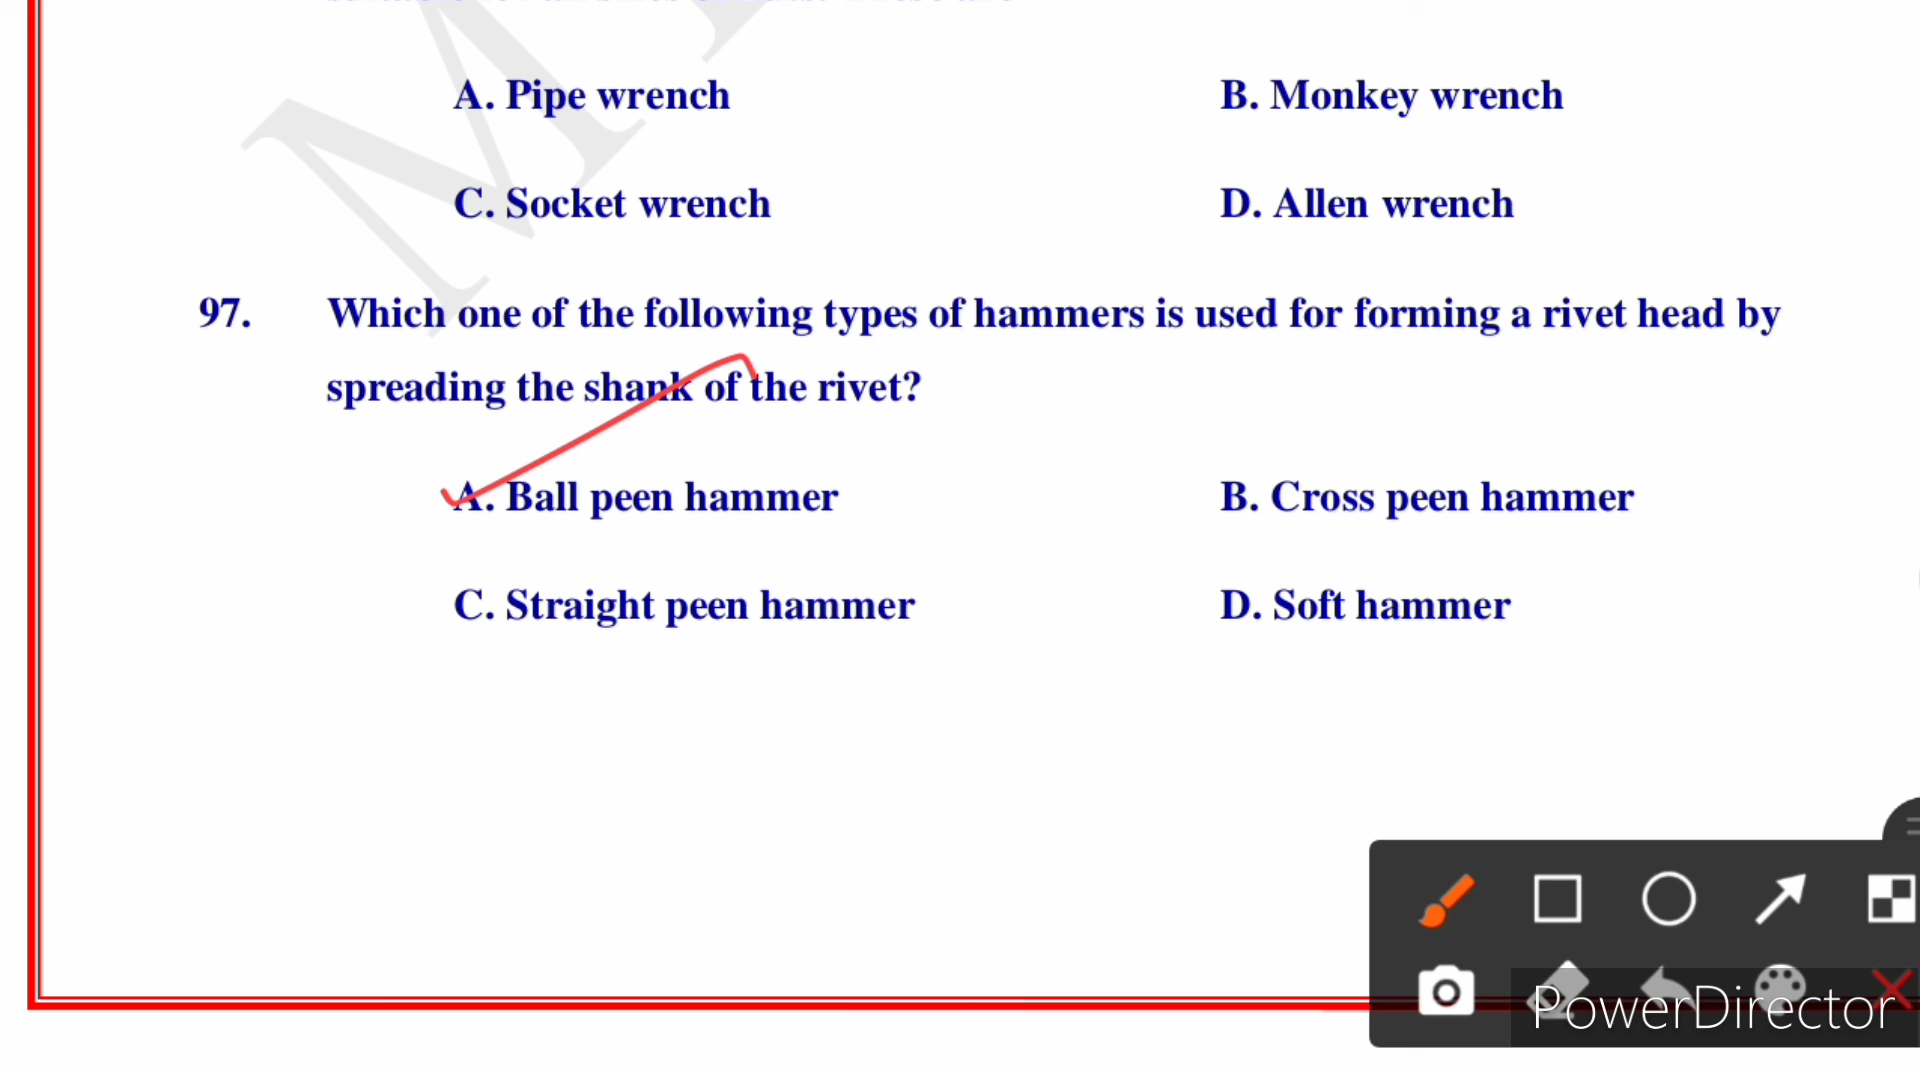 A. Pipe wrench
B. Monkey wrench
C. Socket wrench
D. Allen wrench
97. Which one of the following types of hammers is used for forming a rivet head by
spreading the shank of the rivet?
A. Ball peen hammer
B. Cross peen hammer
C. Straight peen hammer
D. Soft hammer
PowerDirector